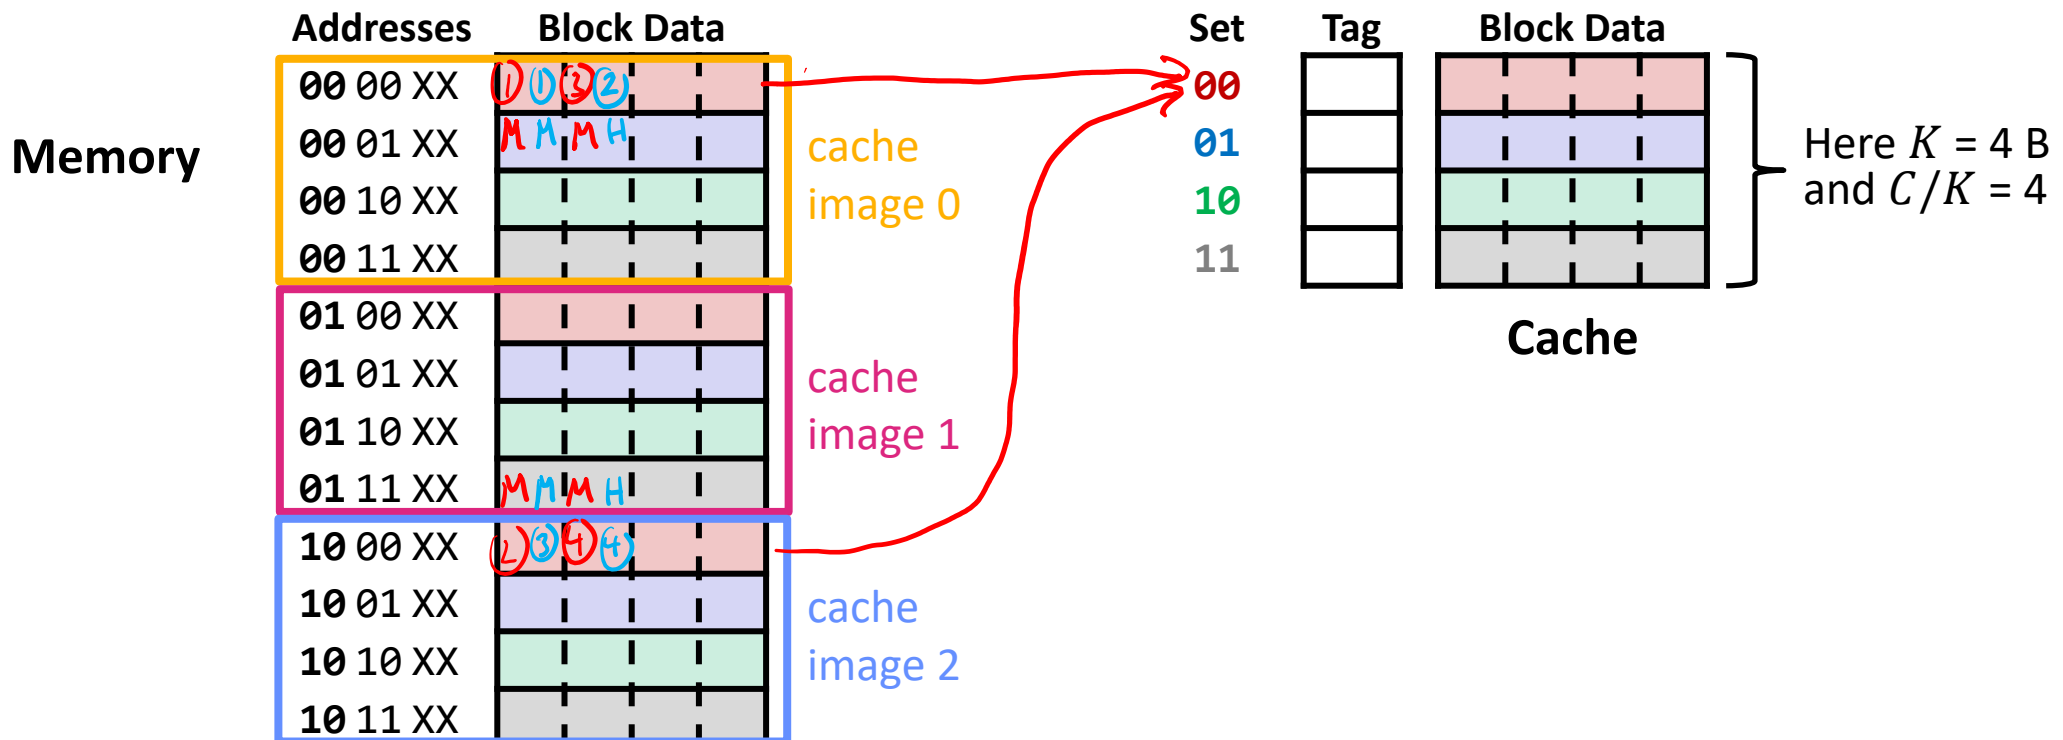 Addresses Block Data
Set Tag Block Data
Memory
00 00 XX ① ① ③ ②
00 01 XX M M M H
00 10 XX
00 11 XX
cache
image 0
01 00 XX
01 01 XX
01 10 XX
01 11 XX M M M H
cache
image 1
10 00 XX ② ③ ④ ④
10 01 XX
10 10 XX
10 11 XX
cache
image 2
00
01
10
11
Cache
Here K = 4 B
and C/K = 4